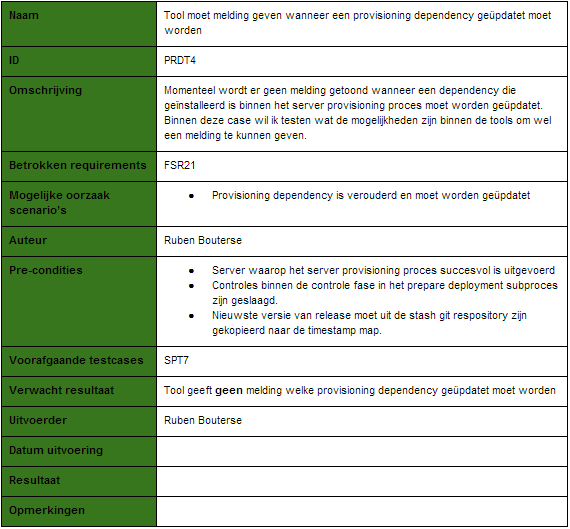 Naam
Tool moet melding geven wanneer een provisioning dependency geüpdatet moet
worden
ID
PRDT4
Omschrijving
Momenteel wordt er geen melding getoond wanneer een dependency die
geïnstalleerd is binnen het server provisioning proces moet worden geüpdatet.
Binnen deze case wil ik testen wat de mogelijkheden zijn binnen de tools om wel
een melding te kunnen geven.
Betrokken requirements
FSR21
Mogelijke oorzaak
scenario's
● Provisioning dependency is verouderd en moet worden geüpdatet
Auteur
Ruben Bouterse
Pre-condities
● Server waarop het server provisioning proces succesvol is uitgevoerd
● Controles binnen de controle fase in het prepare deployment subproces
zijn geslaagd.
● Nieuwste versie van release moet uit de stash git respository zijn
gekopieerd naar de timestamp map.
Voorafgaande testcases
SPT7
Verwacht resultaat
Tool geeft geen melding welke provisioning dependency geüpdatet moet worden
Uitvoerder
Ruben Bouterse
Datum uitvoering
Resultaat
Opmerkingen